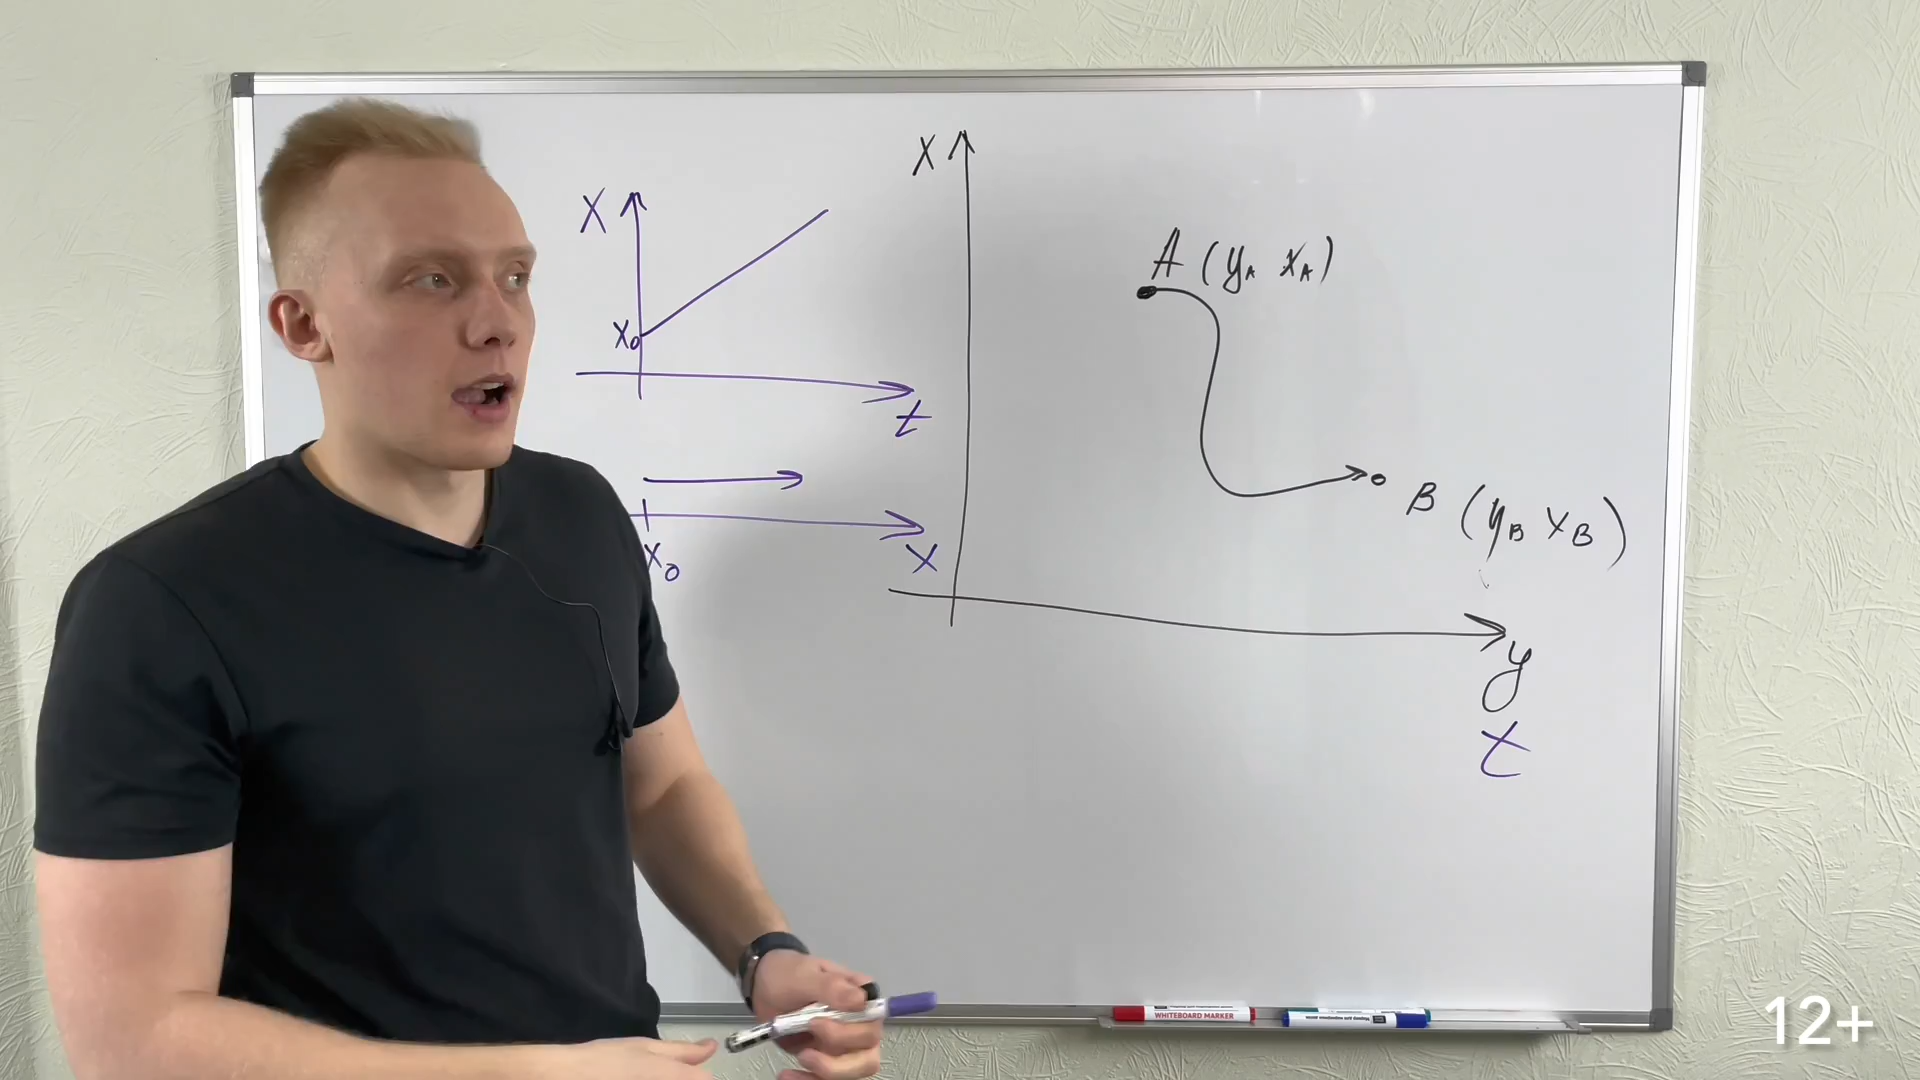 X
X₀
t
X₀
X
X
A (yₐ xₐ)
B (y_B x_B)
y
t
WHITEBOARD MARKER
12+